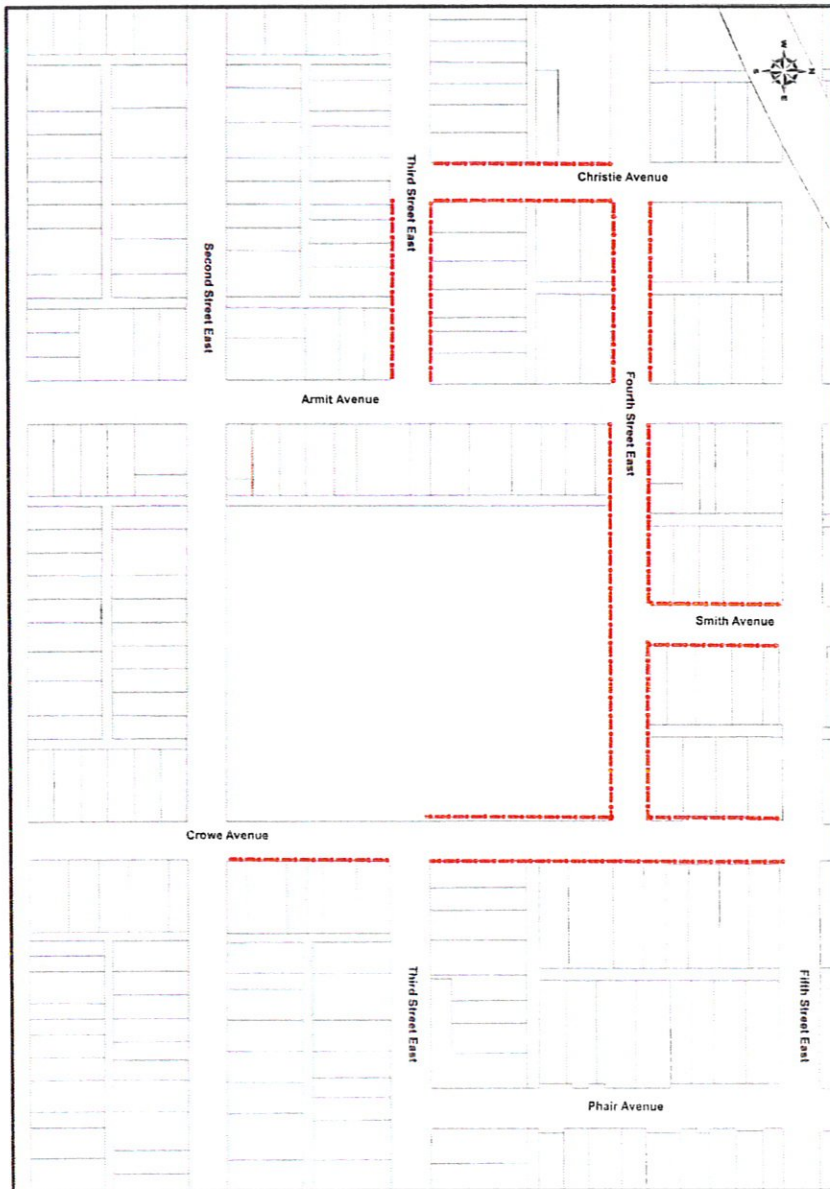 N
W
E
S
Christie Avenue
Third Street East
Second Street East
Fourth Street East
Armit Avenue
Smith Avenue
Crowe Avenue
Third Street East
Fifth Street East
Phair Avenue